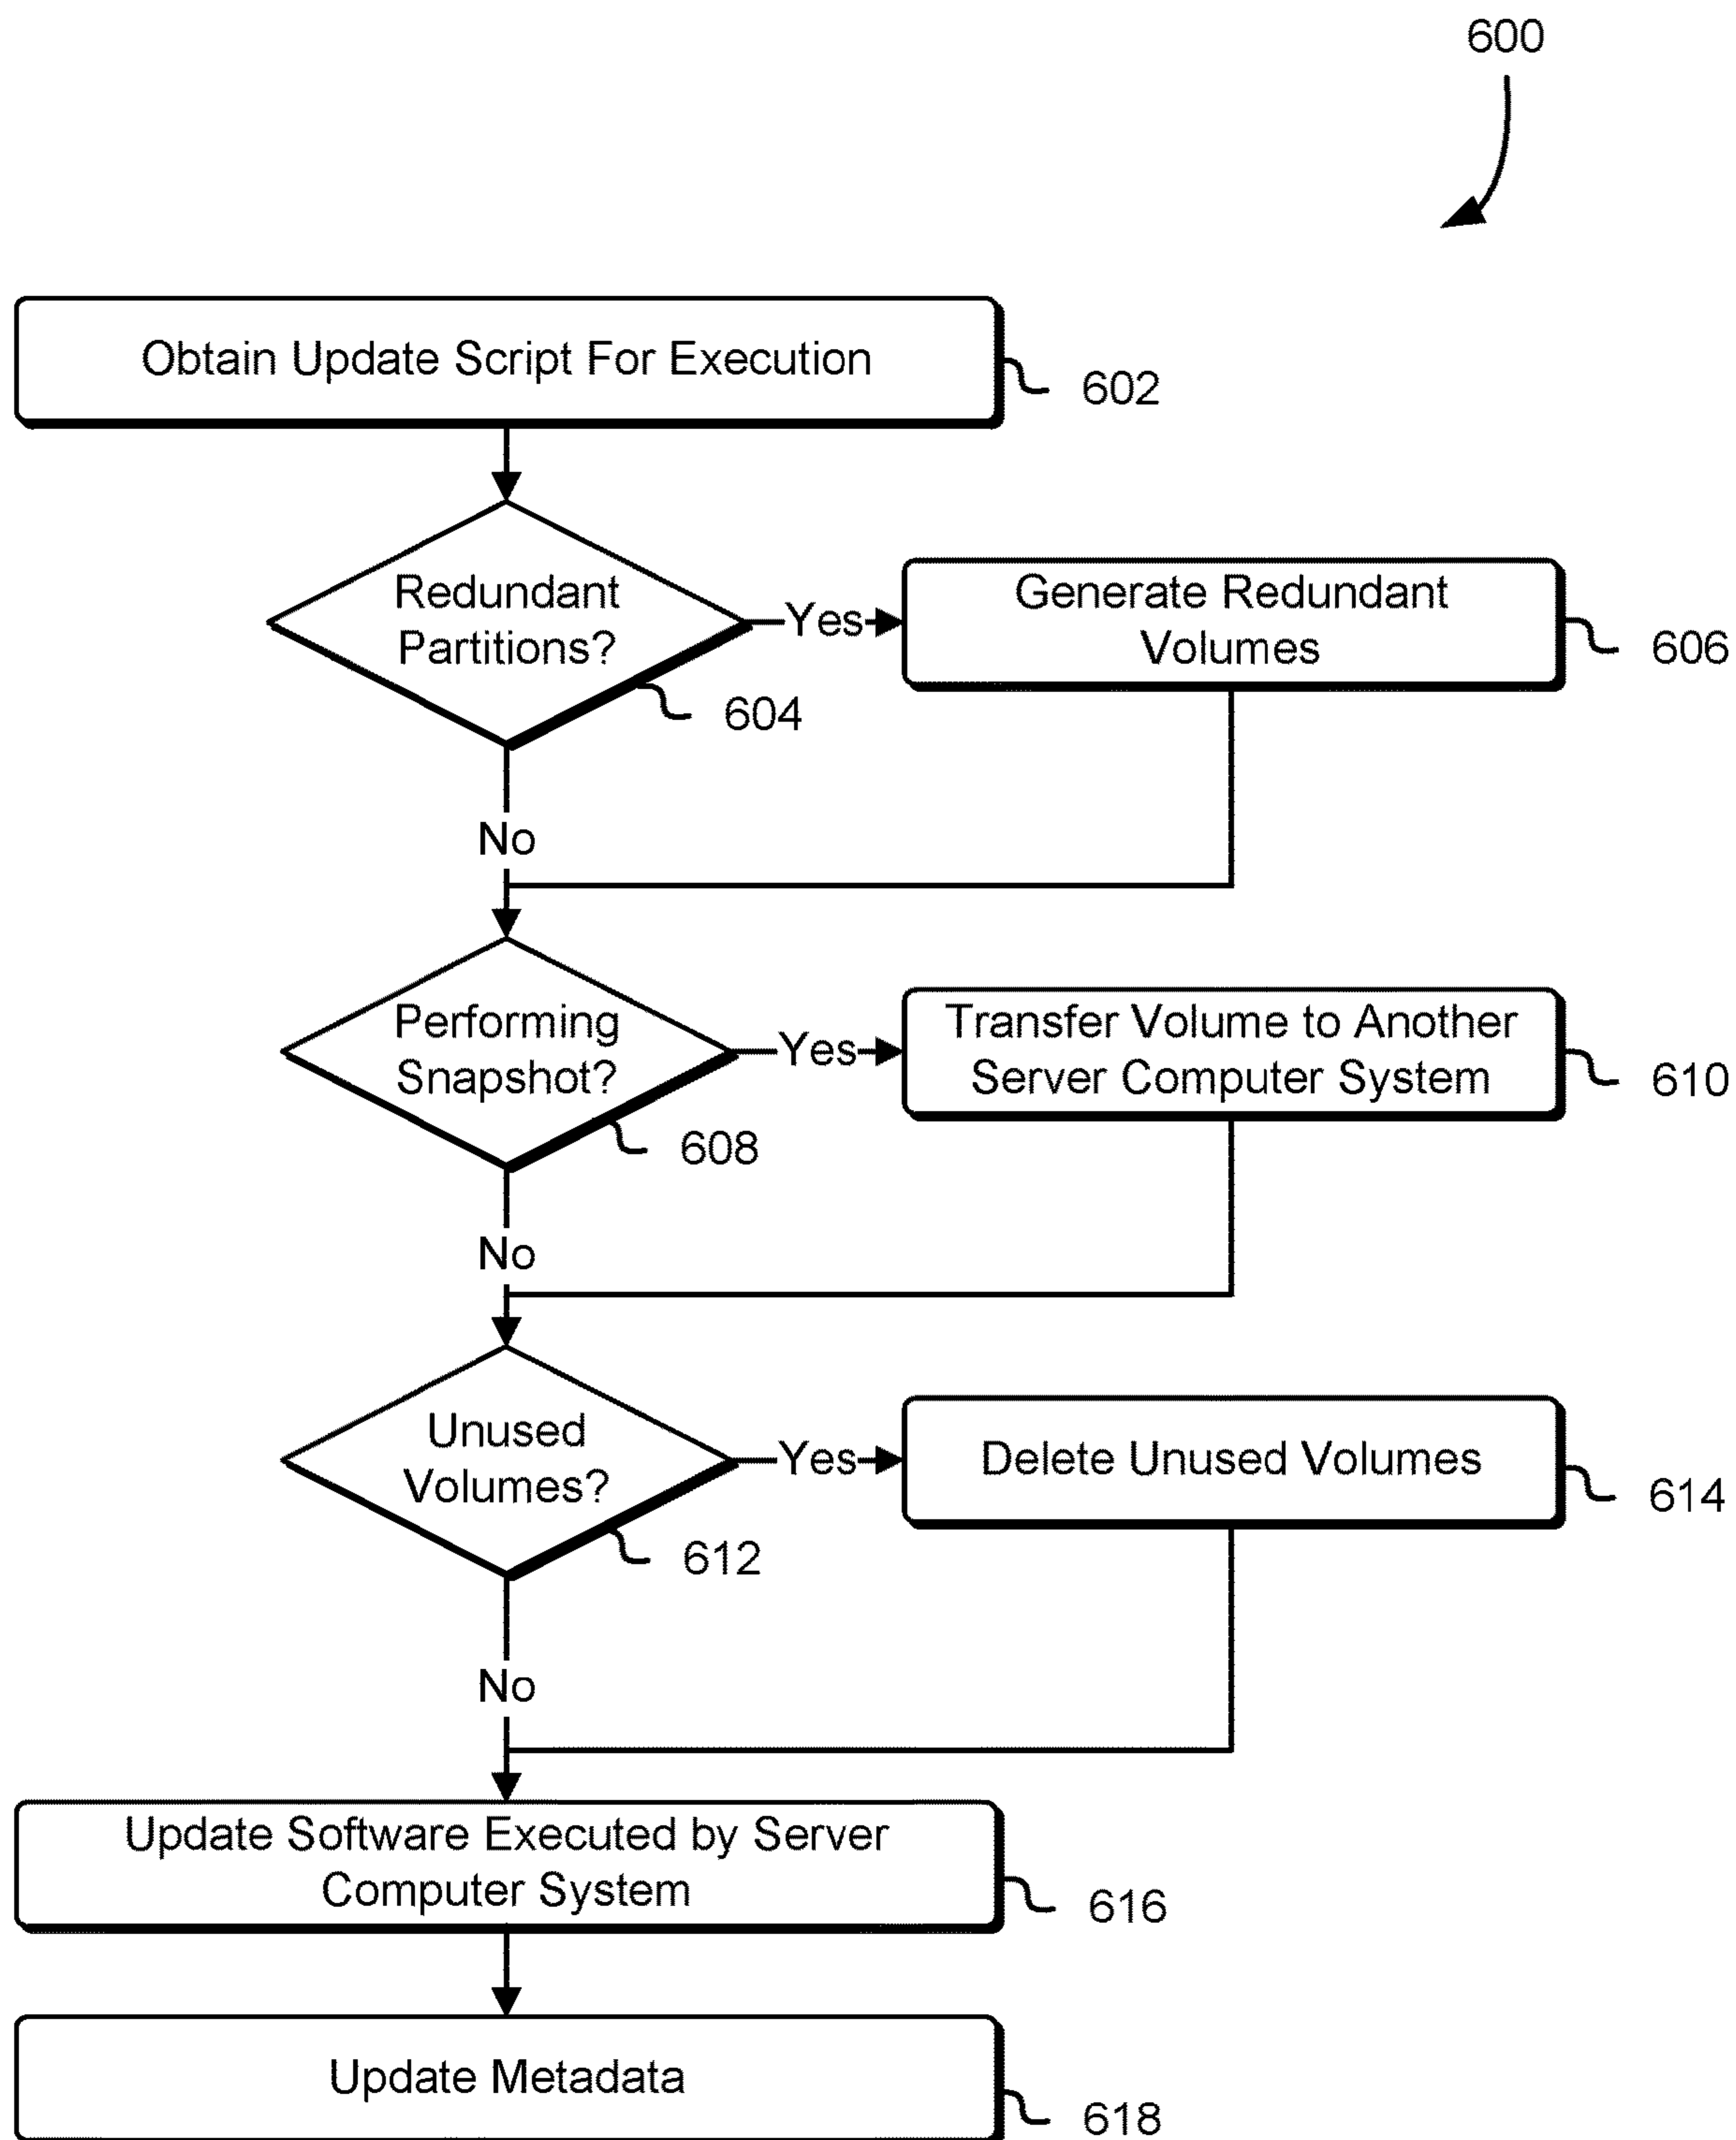 600
Obtain Update Script For Execution
602
Redundant
Partitions?
Yes
Generate Redundant
Volumes
606
604
No
Performing
Snapshot?
Yes
Transfer Volume to Another
Server Computer System
610
608
No
Unused
Volumes?
Yes
Delete Unused Volumes
614
612
No
Update Software Executed by Server
Computer System
616
Update Metadata
618